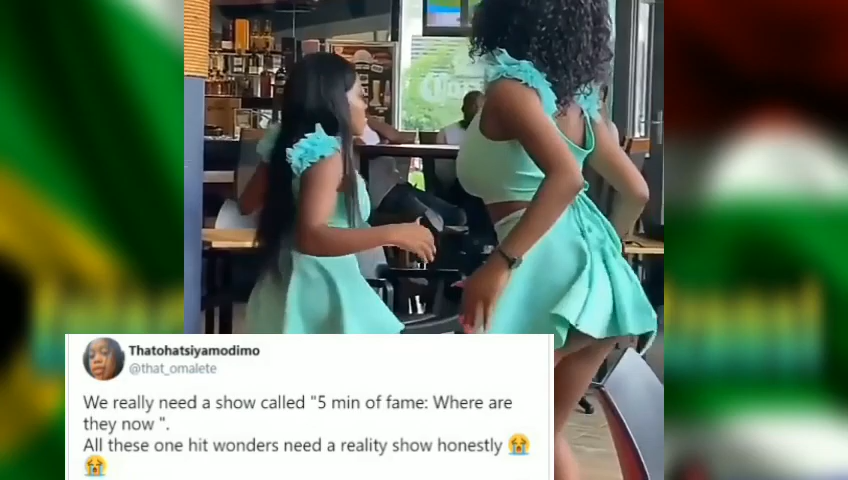 Thatohatsiyamodimo
@that_omalete
We really need a show called "5 min of fame: Where are
they now ".
All these one hit wonders need a reality show honestly 😭
😭